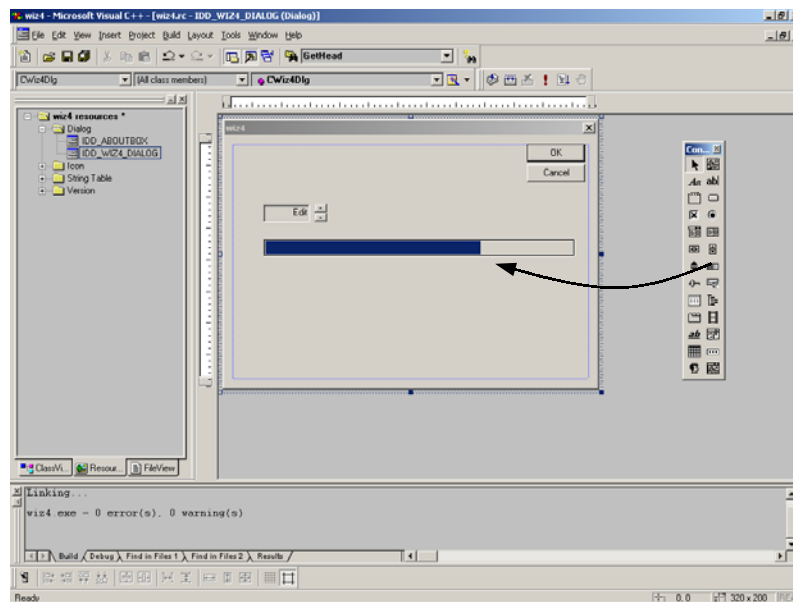 wiz4 - Microsoft Visual C++ - [wiz4.rc - IDD_WIZ4_DIALOG (Dialog)]
File Edit View Insert Project Build Layout Tools Window Help
GetHead
CWiz4Dlg (All class members) CWiz4Dlg
wiz4 resources *
Dialog
IDD_ABOUTBOX
IDD_WIZ4_DIALOG
Icon
String Table
Version
wiz4
OK
Cancel
Edit
Con...
Aa ab|
ab
ClassVi... Resour... FileView
Linking...
wiz4.exe - 0 error(s), 0 warning(s)
Build Debug Find in Files 1 Find in Files 2 Results
Ready 0, 0 320 x 200